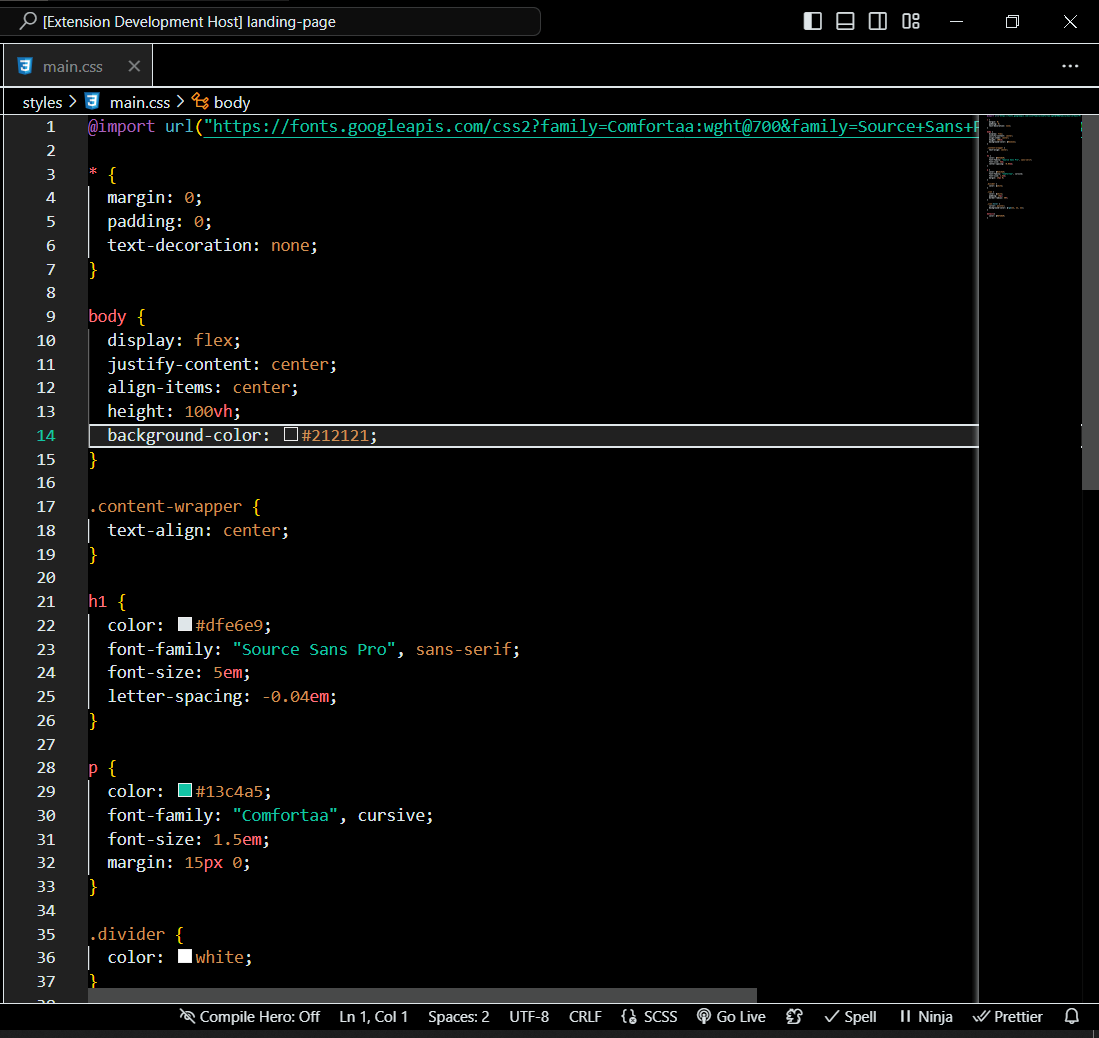 [Extension Development Host] landing-page
main.css
styles > main.css > body
1 @import url("https://fonts.googleapis.com/css2?family=Comfortaa:wght@700&family=Source+Sans+P
2
3 * {
4 margin: 0;
5 padding: 0;
6 text-decoration: none;
7 }
8
9 body {
10 display: flex;
11 justify-content: center;
12 align-items: center;
13 height: 100vh;
14 background-color: #212121;
15 }
16
17 .content-wrapper {
18 text-align: center;
19 }
20
21 h1 {
22 color: #dfe6e9;
23 font-family: "Source Sans Pro", sans-serif;
24 font-size: 5em;
25 letter-spacing: -0.04em;
26 }
27
28 p {
29 color: #13c4a5;
30 font-family: "Comfortaa", cursive;
31 font-size: 1.5em;
32 margin: 15px 0;
33 }
34
35 .divider {
36 color: white;
37 }
Compile Hero: Off Ln 1, Col 1 Spaces: 2 UTF-8 CRLF SCSS Go Live Spell Ninja Prettier